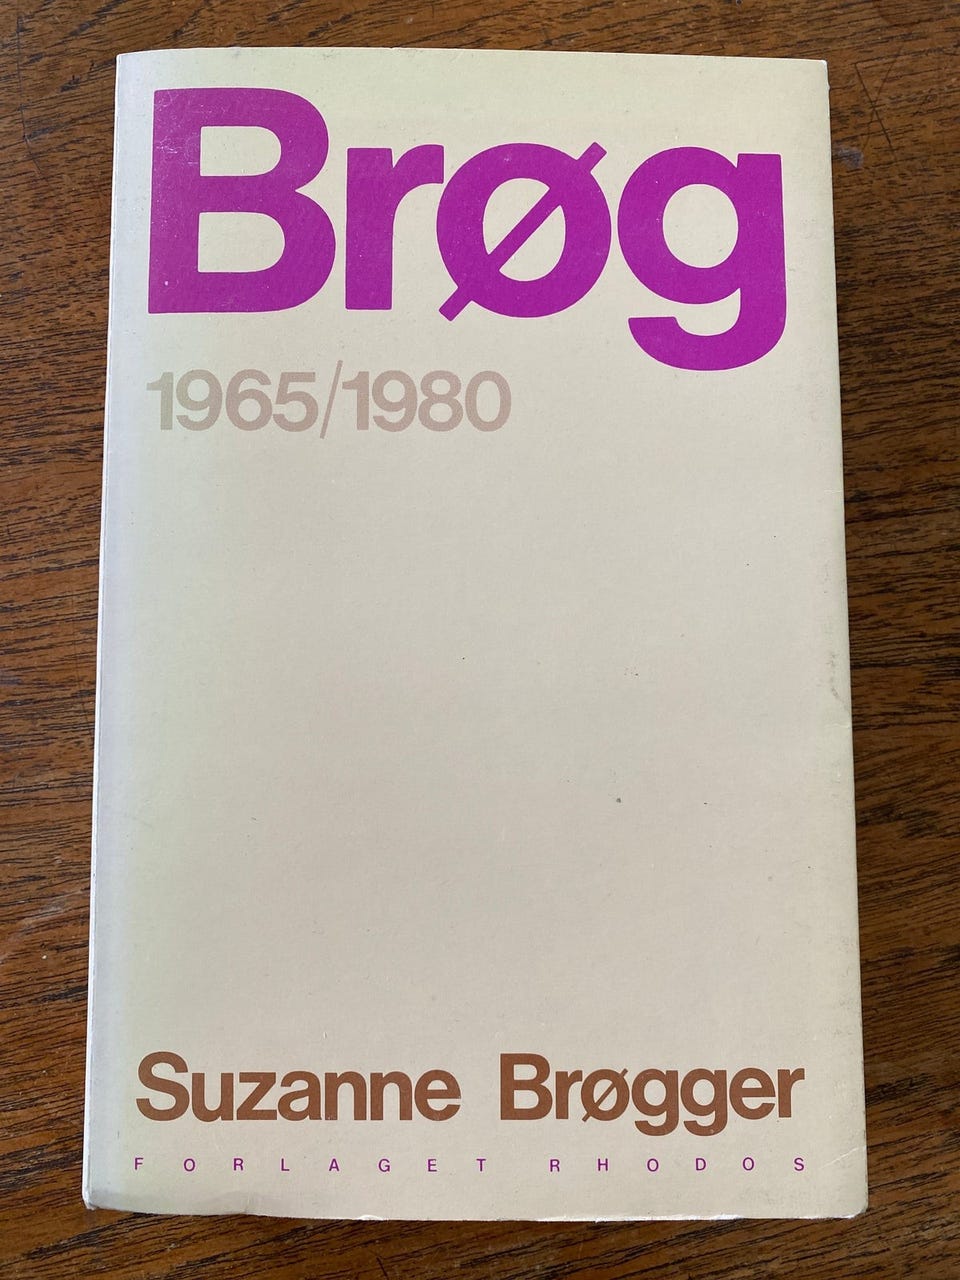 Brøg
1965/1980
Suzanne Brøgger
FORLAGET RHODOS